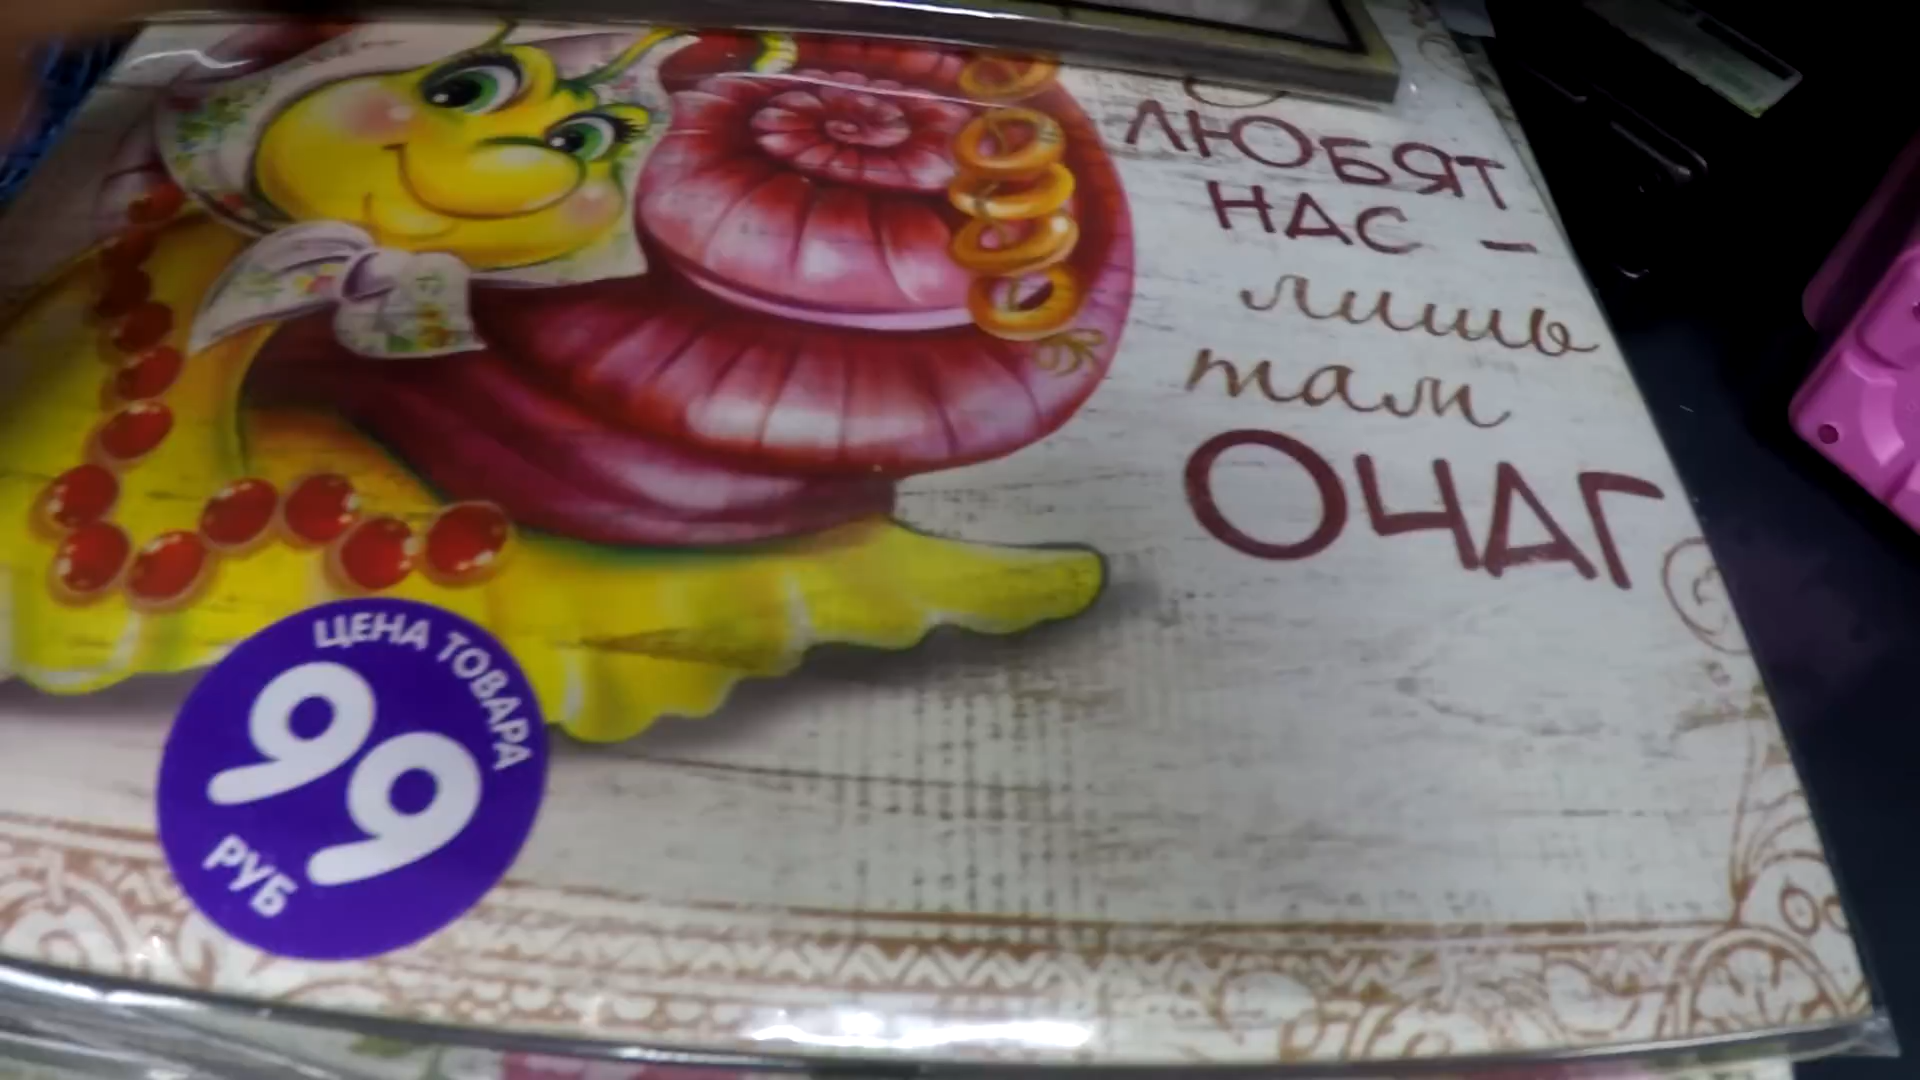 ЛЮБЯТ
НАС -
лишь
там
ОЧАГ
ЦЕНА ТОВАРА
99
РУБ